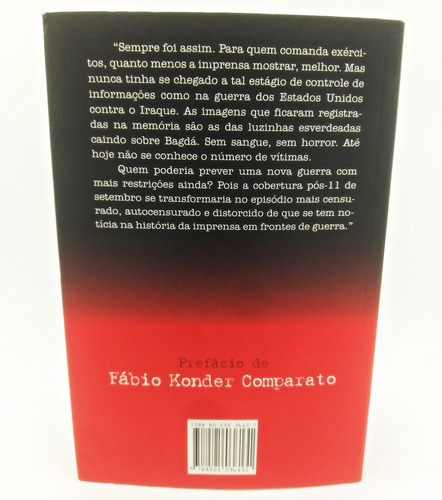 “Sempre foi assim. Para quem comanda exérci-
tos, quanto menos a imprensa mostrar, melhor. Mas
nunca tinha se chegado a tal estágio de controle de
informações como na guerra dos Estados Unidos
contra o Iraque. As imagens que ficaram registra-
das na memória são as das luzinhas esverdeadas
caindo sobre Bagdá. Sem sangue, sem horror. Até
hoje não se conhece o número de vítimas.
Quem poderia prever uma nova guerra com
mais restrições ainda? Pois a cobertura pós-11 de
setembro se transformaria no episódio mais censu-
rado, autocensurado e distorcido de que se tem no-
tícia na história da imprensa em frentes de guerra.”
Prefácio de
Fábio Konder Comparato
ISBN